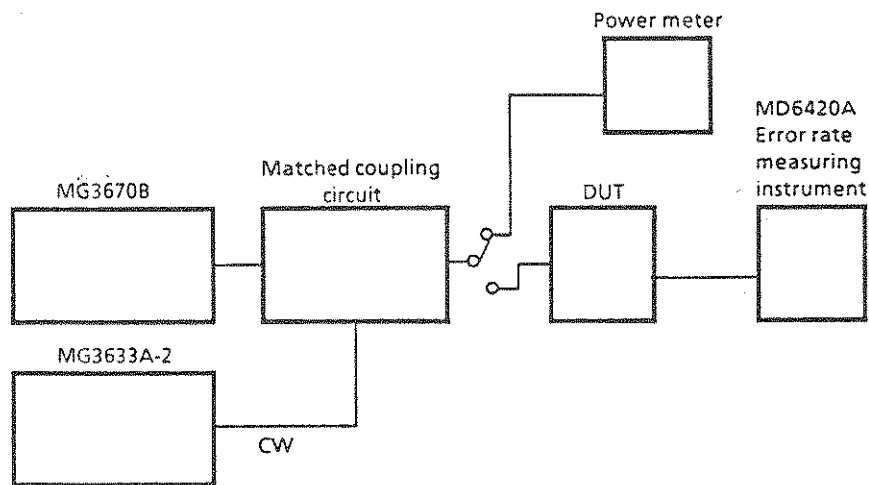 Power meter
MD6420A
Error rate
measuring
instrument
Matched coupling
circuit
MG3670B
DUT
MG3633A-2
CW